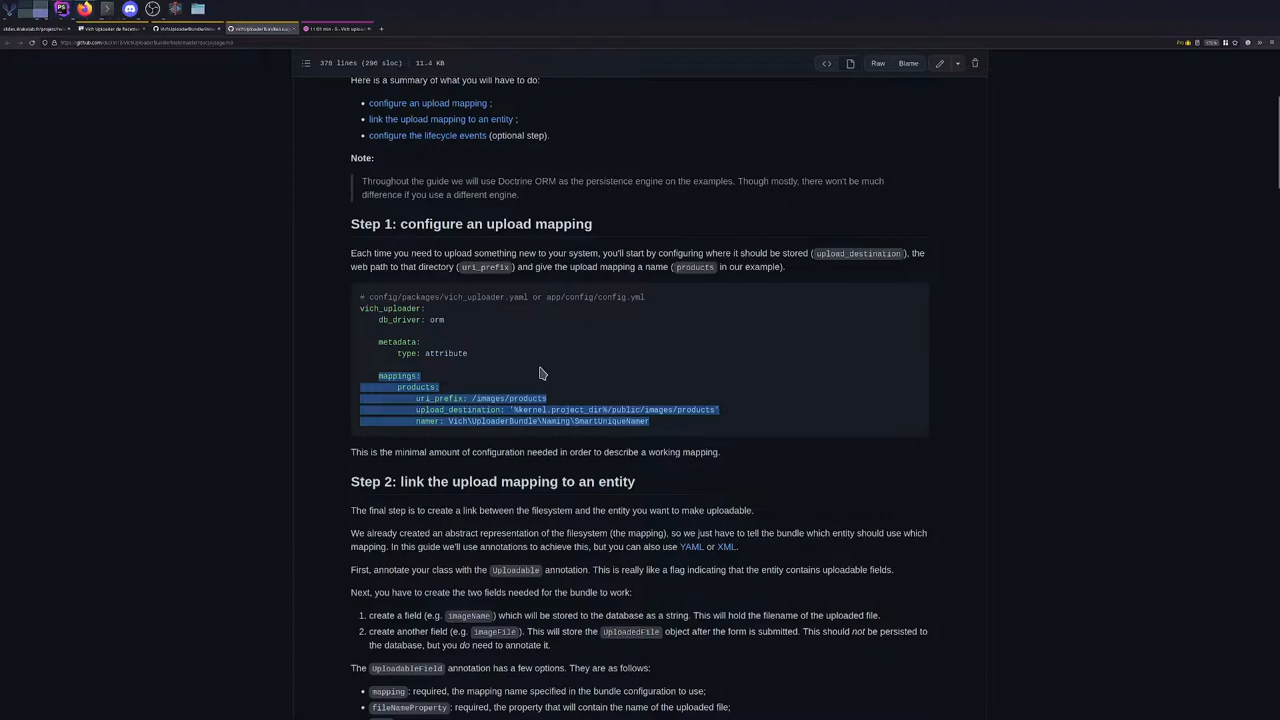 Vich Uploader de Recettes
VichUploaderBundle/in
VichUploaderBundle/usag
11:01 min - S - Vich upload
378 lines (296 sloc) 11.4 KB
Raw Blame
Here is a summary of what you will have to do:
• configure an upload mapping ;
• link the upload mapping to an entity ;
• configure the lifecycle events (optional step).
Note:
Throughout the guide we will use Doctrine ORM as the persistence engine on the examples. Though mostly, there won't be much
difference if you use a different engine.
Step 1: configure an upload mapping
Each time you need to upload something new to your system, you'll start by configuring where it should be stored ( upload_destination ), the
web path to that directory ( uri_prefix ) and give the upload mapping a name ( products in our example).
# config/packages/vich_uploader.yaml or app/config/config.yml
vich_uploader:
db_driver: orm
metadata:
type: attribute
mappings:
products:
uri_prefix: /images/products
upload_destination: '%kernel.project_dir%/public/images/products'
namer: Vich\UploaderBundle\Naming\SmartUniqueNamer
This is the minimal amount of configuration needed in order to describe a working mapping.
Step 2: link the upload mapping to an entity
The final step is to create a link between the filesystem and the entity you want to make uploadable.
We already created an abstract representation of the filesystem (the mapping), so we just have to tell the bundle which entity should use which
mapping. In this guide we'll use annotations to achieve this, but you can also use YAML or XML.
First, annotate your class with the Uploadable annotation. This is really like a flag indicating that the entity contains uploadable fields.
Next, you have to create the two fields needed for the bundle to work:
1. create a field (e.g. imageName ) which will be stored to the database as a string. This will hold the filename of the uploaded file.
2. create another field (e.g. imageFile ). This will store the UploadedFile object after the form is submitted. This should not be persisted to
the database, but you do need to annotate it.
The UploadableField annotation has a few options. They are as follows:
• mapping : required, the mapping name specified in the bundle configuration to use;
• fileNameProperty : required, the property that will contain the name of the uploaded file;